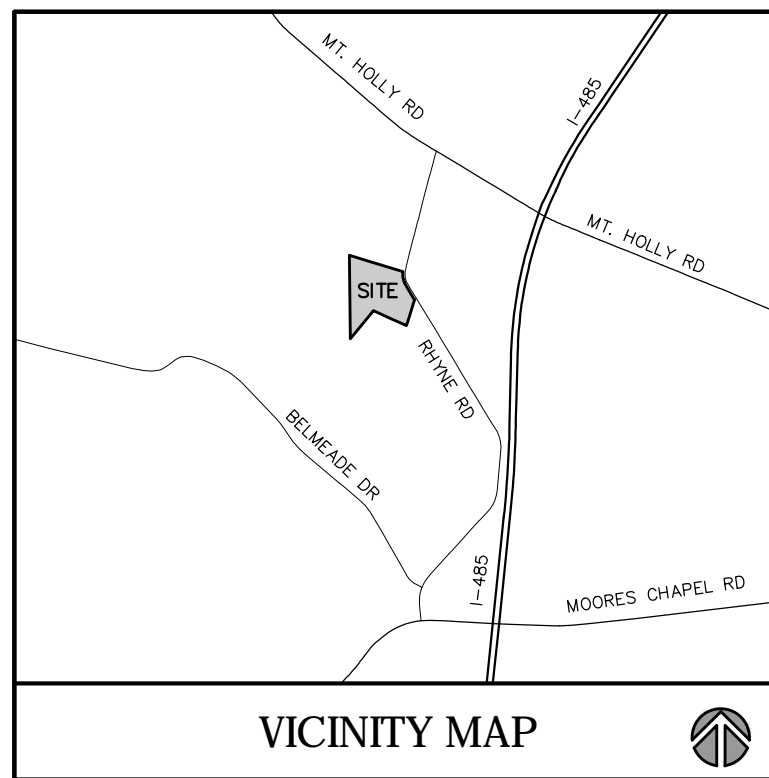 MT. HOLLY RD
I-485
MT. HOLLY RD
SITE
RHYNE RD
BELMEADE DR
I-485
MOORES CHAPEL RD
VICINITY MAP